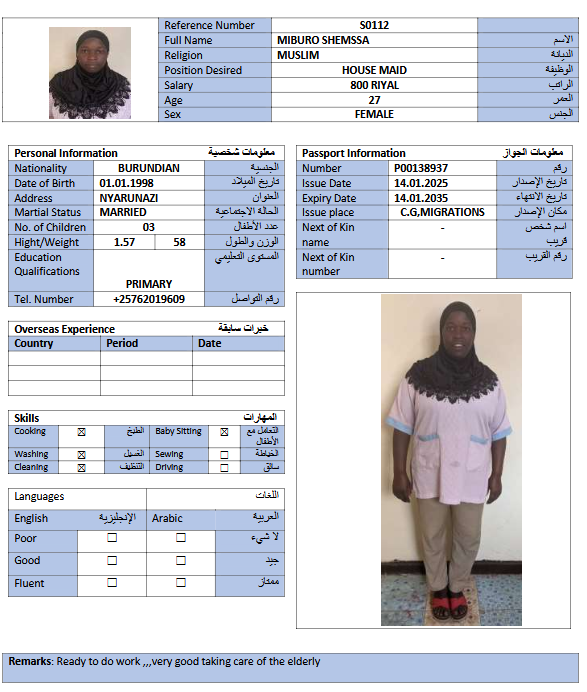 Reference Number S0112
Full Name MIBURO SHEMSSA الاسم
Religion MUSLIM الديانة
Position Desired HOUSE MAID الوظيفة
Salary 800 RIYAL الراتب
Age 27 العمر
Sex FEMALE الجنس
Personal Information معلومات شخصية
Nationality BURUNDIAN الجنسية
Date of Birth 01.01.1998 تاريخ الميلاد
Address NYARUNAZI العنوان
Martial Status MARRIED الحالة الاجتماعية
No. of Children 03 عدد الأطفال
Hight/Weight 1.57 58 الوزن والطول
Education Qualifications PRIMARY المستوى التعليمي
Tel. Number +25762019609 رقم التواصل
Passport Information معلومات الجواز
Number P00138937 رقم
Issue Date 14.01.2025 تاريخ الإصدار
Expiry Date 14.01.2035 تاريخ الانتهاء
Issue place C.G,MIGRATIONS مكان الإصدار
Next of Kin name - اسم شخص قريب
Next of Kin number - رقم القريب
Overseas Experience خبرات سابقة
Country Period Date
Skills المهارات
Cooking ☒ الطبخ Baby Sitting ☒ التعامل مع الأطفال
Washing ☒ الغسيل Sewing ☐ الخياطة
Cleaning ☒ التنظيف Driving ☐ سائق
Languages اللغات
English الإنجليزية Arabic العربية
Poor ☐ ☐ لا شيء
Good ☐ ☐ جيد
Fluent ☐ ☐ ممتاز
Remarks: Ready to do work ,,,very good taking care of the elderly